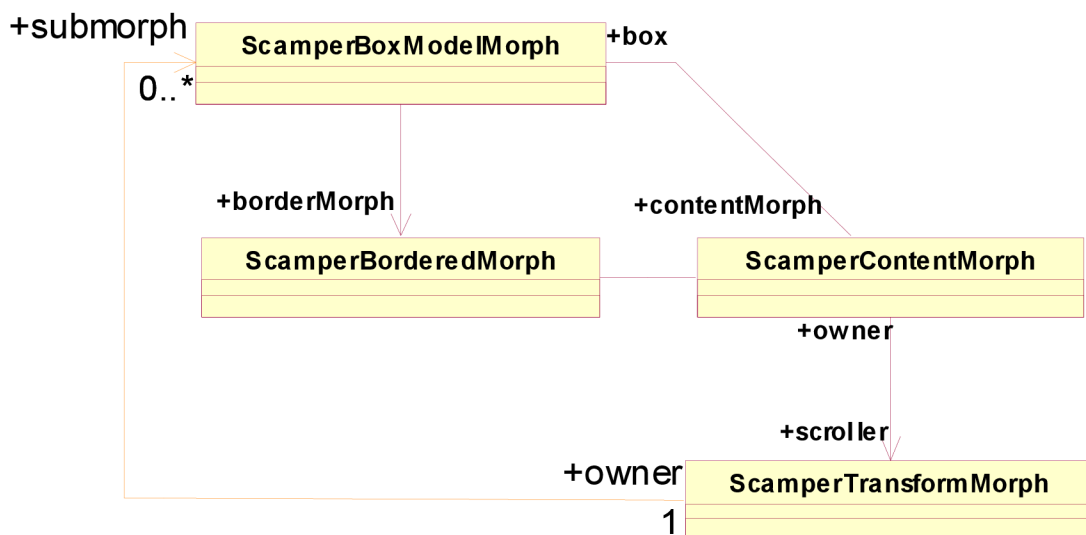 +submorph
ScamperBoxModelMorph
+box
0..*
+borderMorph
+contentMorph
ScamperBorderedMorph
ScamperContentMorph
+owner
+scroller
+owner
ScamperTransformMorph
1